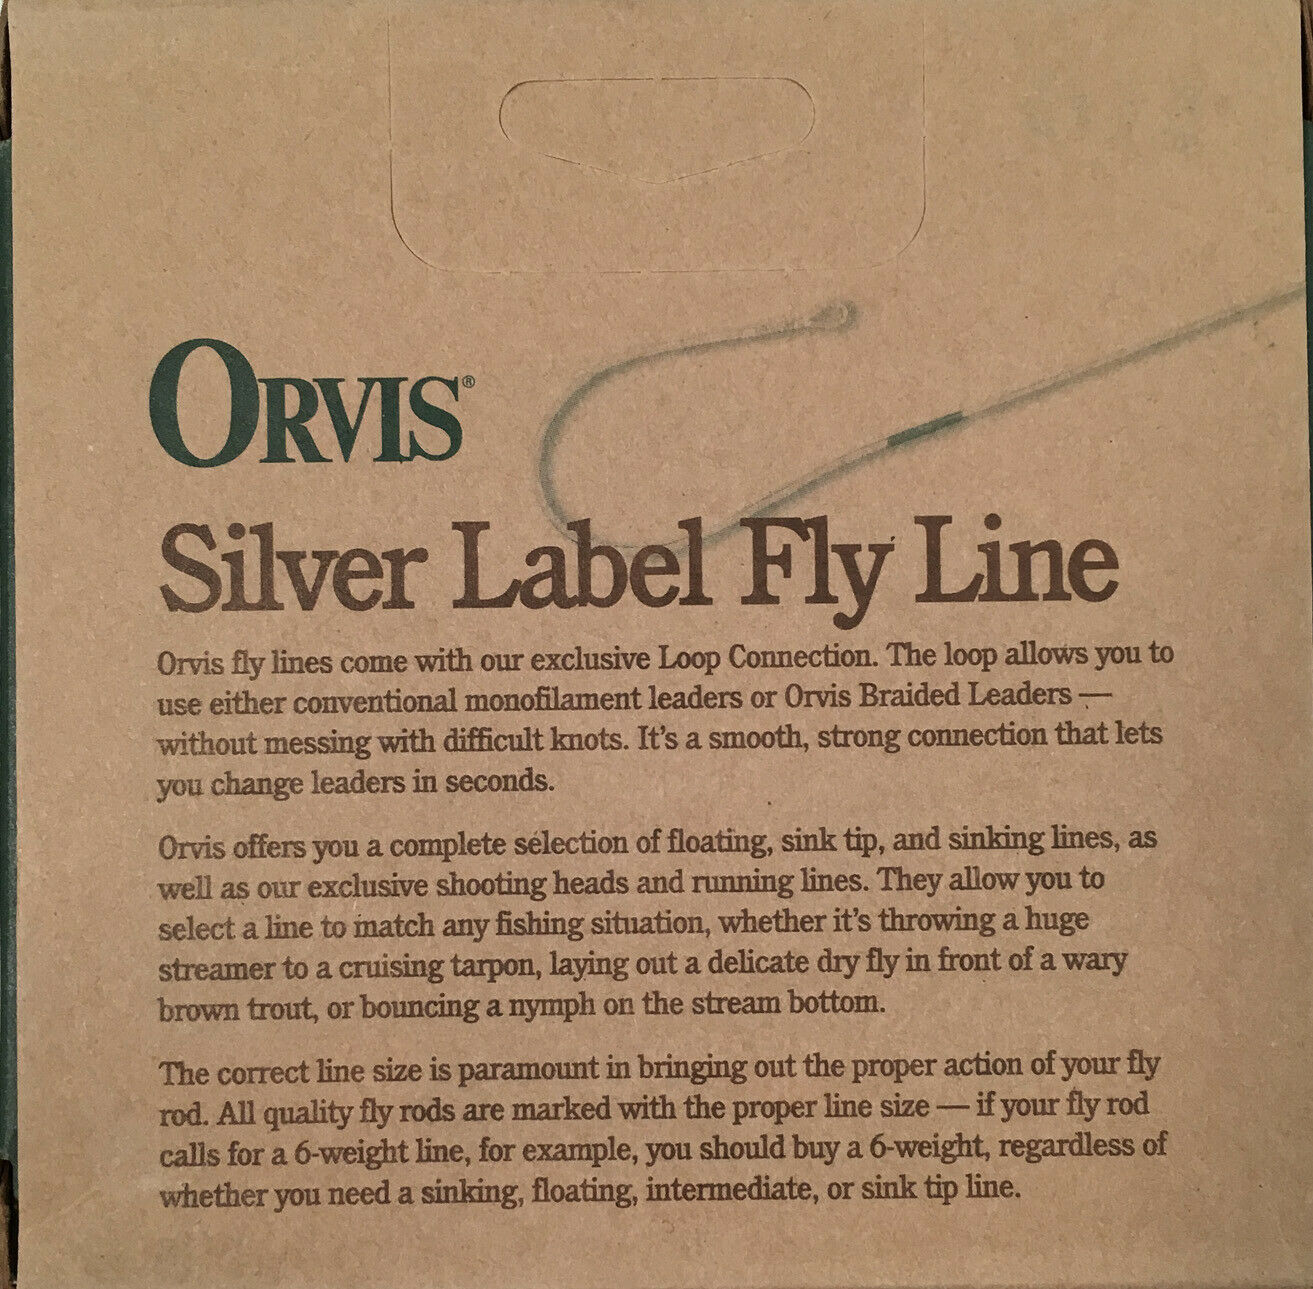 ORVIS®
Silver Label Fly Line
Orvis fly lines come with our exclusive Loop Connection. The loop allows you to
use either conventional monofilament leaders or Orvis Braided Leaders —
without messing with difficult knots. It's a smooth, strong connection that lets
you change leaders in seconds.
Orvis offers you a complete selection of floating, sink tip, and sinking lines, as
well as our exclusive shooting heads and running lines. They allow you to
select a line to match any fishing situation, whether it's throwing a huge
streamer to a cruising tarpon, laying out a delicate dry fly in front of a wary
brown trout, or bouncing a nymph on the stream bottom.
The correct line size is paramount in bringing out the proper action of your fly
rod. All quality fly rods are marked with the proper line size — if your fly rod
calls for a 6-weight line, for example, you should buy a 6-weight, regardless of
whether you need a sinking, floating, intermediate, or sink tip line.